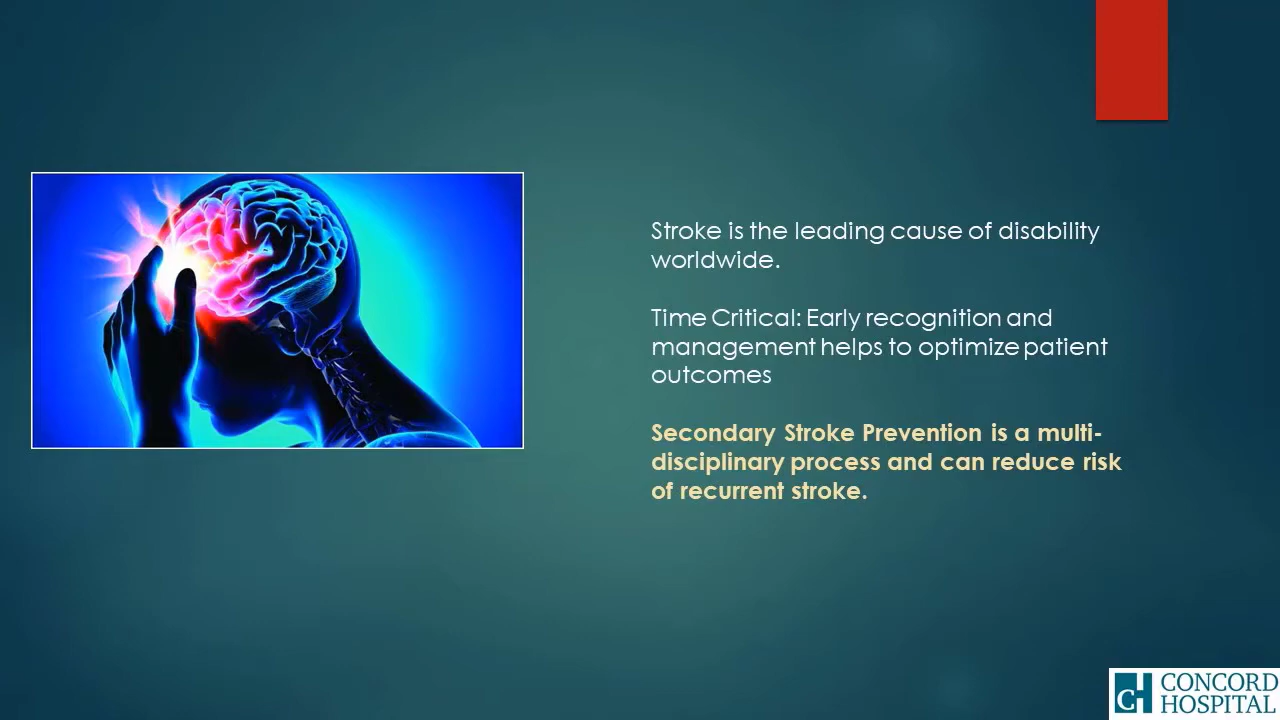 Stroke is the leading cause of disability
worldwide.
Time Critical: Early recognition and
management helps to optimize patient
outcomes
Secondary Stroke Prevention is a multi-
disciplinary process and can reduce risk
of recurrent stroke.
CH CONCORD
HOSPITAL